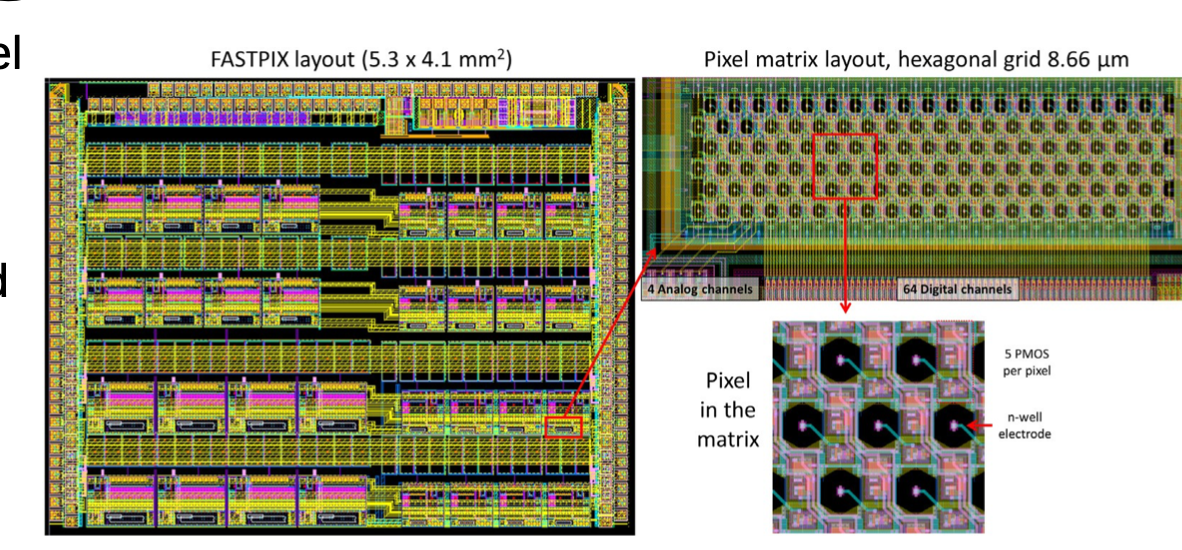 el
d
FASTPIX layout (5.3 x 4.1 mm²)
Pixel matrix layout, hexagonal grid 8.66 µm
4 Analog channels
64 Digital channels
Pixel
in the
matrix
5 PMOS
per pixel
n-well
electrode